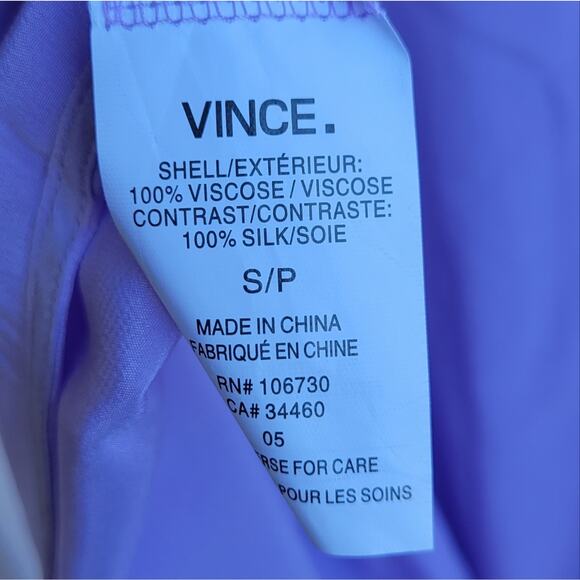 VINCE.
SHELL/EXTÉRIEUR:
100% VISCOSE / VISCOSE
CONTRAST/CONTRASTE:
100% SILK/SOIE
S/P
MADE IN CHINA
FABRIQUÉ EN CHINE
RN# 106730
CA# 34460
05
FOR CARE
POUR LES SOINS